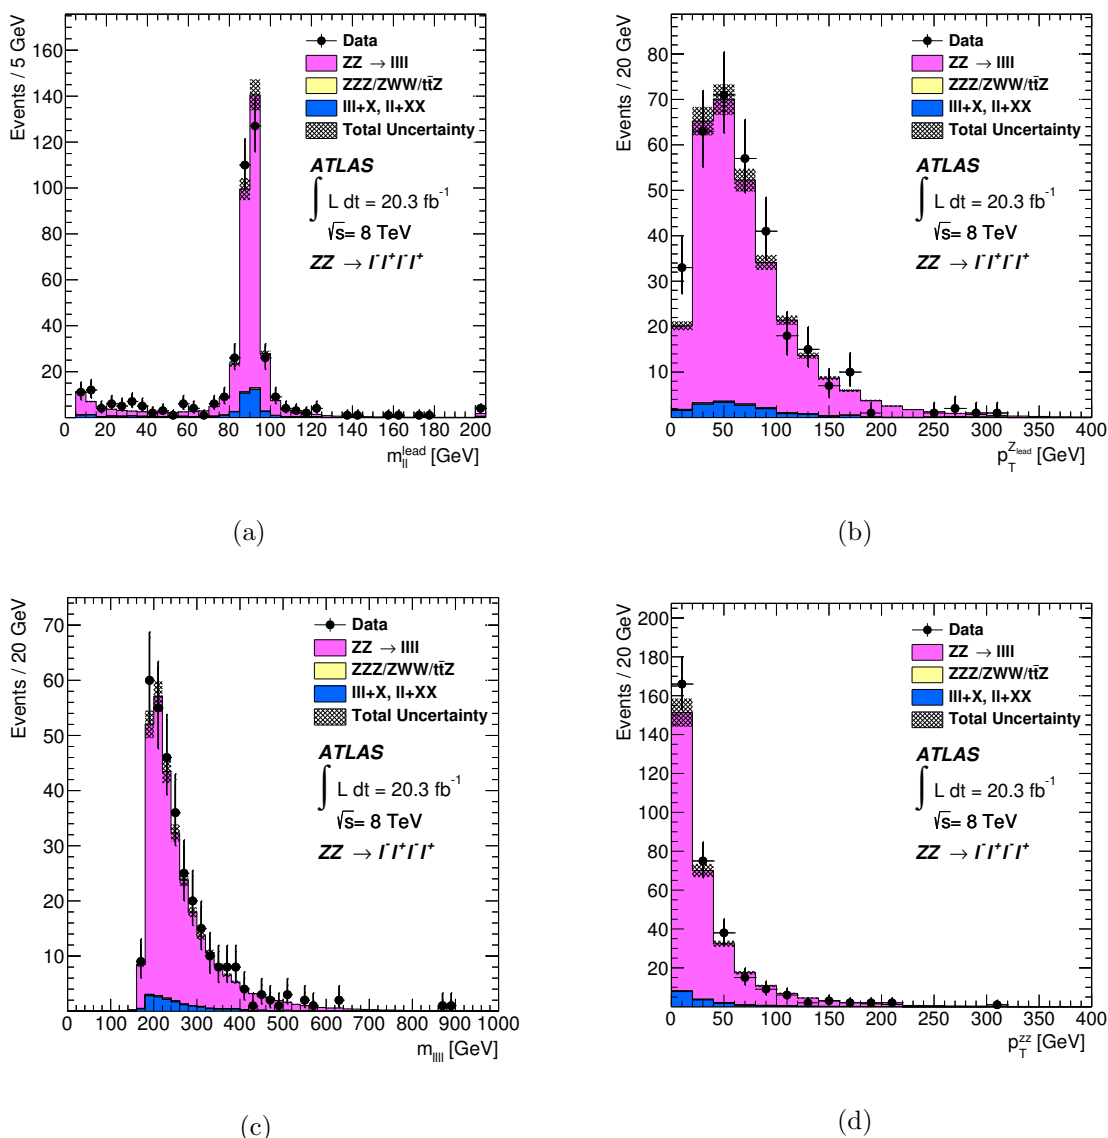 Events / 5 GeV
160
140
120
100
80
60
40
20
0 20 40 60 80 100 120 140 160 180 200
m_ll^lead [GeV]
Data
ZZ → llll
ZZZ/ZWW/tt̄Z
lll+X, ll+XX
Total Uncertainty
ATLAS
∫ L dt = 20.3 fb⁻¹
√s= 8 TeV
ZZ → l⁻l⁺l⁻l⁺
(a)
Events / 20 GeV
80
70
60
50
40
30
20
10
0 50 100 150 200 250 300 350 400
p_T^Z_lead [GeV]
Data
ZZ → llll
ZZZ/ZWW/tt̄Z
lll+X, ll+XX
Total Uncertainty
ATLAS
∫ L dt = 20.3 fb⁻¹
√s= 8 TeV
ZZ → l⁻l⁺l⁻l⁺
(b)
Events / 20 GeV
70
60
50
40
30
20
10
0 100 200 300 400 500 600 700 800 900 1000
m_llll [GeV]
Data
ZZ → llll
ZZZ/ZWW/tt̄Z
lll+X, ll+XX
Total Uncertainty
ATLAS
∫ L dt = 20.3 fb⁻¹
√s= 8 TeV
ZZ → l⁻l⁺l⁻l⁺
(c)
Events / 20 GeV
200
180
160
140
120
100
80
60
40
20
0 50 100 150 200 250 300 350 400
p_T^zz [GeV]
Data
ZZ → llll
ZZZ/ZWW/tt̄Z
lll+X, ll+XX
Total Uncertainty
ATLAS
∫ L dt = 20.3 fb⁻¹
√s= 8 TeV
ZZ → l⁻l⁺l⁻l⁺
(d)